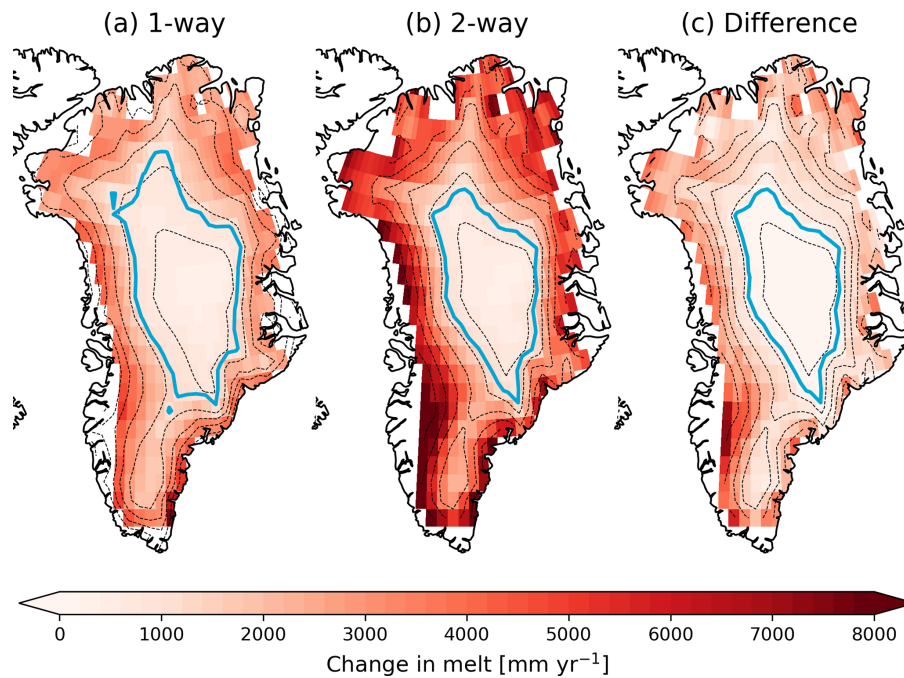 (a) 1-way
(b) 2-way
(c) Difference
0 1000 2000 3000 4000 5000 6000 7000 8000
Change in melt [mm yr⁻¹]